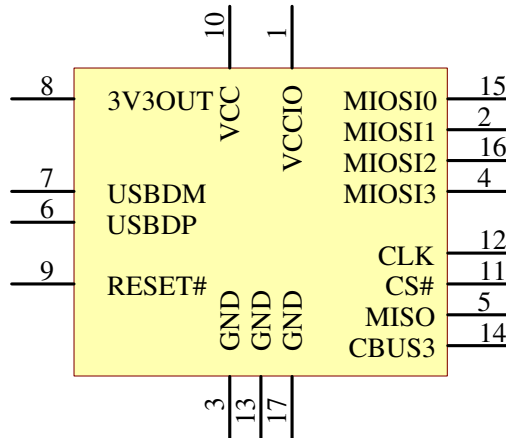 10 1
8 3V3OUT VCC VCCIO MIOSI0 15
MIOSI1 2
MIOSI2 16
7 USBDM MIOSI3 4
6 USBDP
CLK 12
9 RESET# CS# 11
GND GND GND MISO 5
CBUS3 14
3 13 17